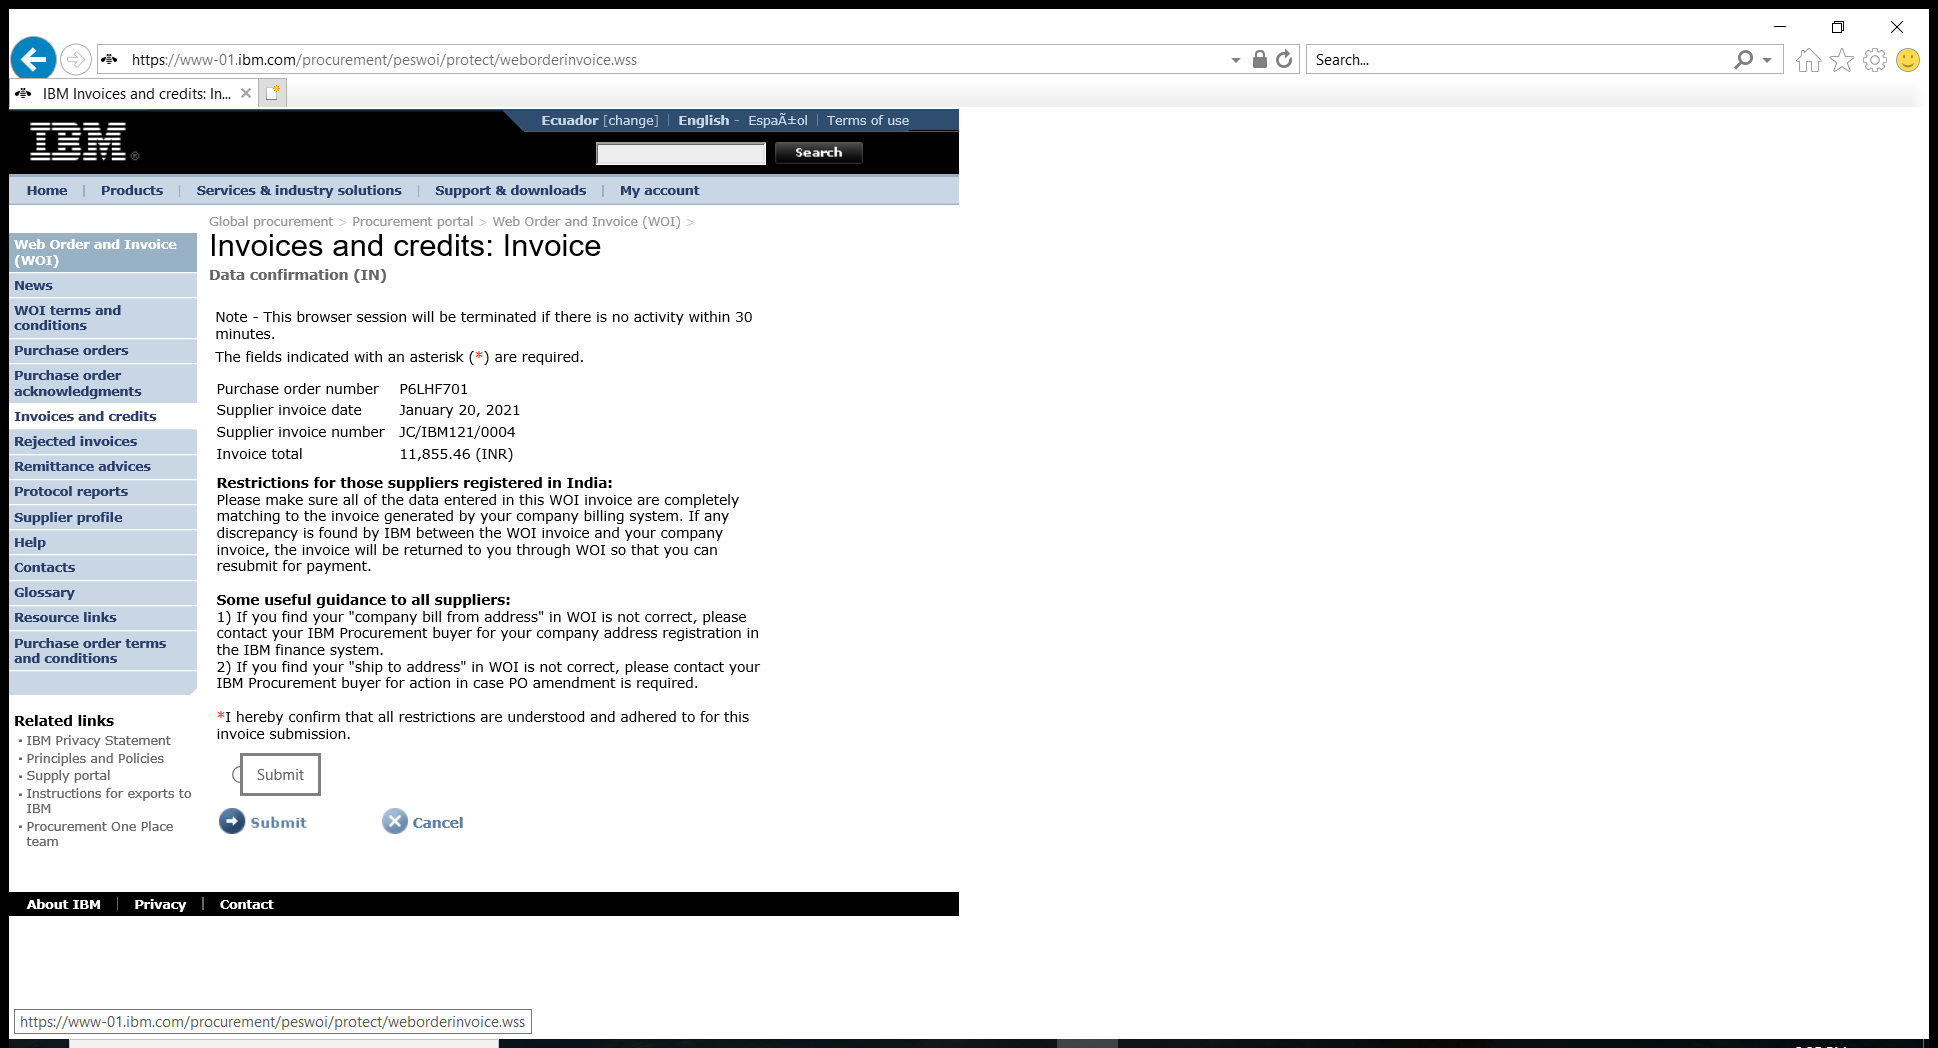 https://www-01.ibm.com/procurement/peswoi/protect/weborderinvoice.wss
Search...
IBM Invoices and credits: In...
IBM®
Ecuador [change] | English - EspaÃ±ol | Terms of use
Search
Home | Products | Services & industry solutions | Support & downloads | My account
Global procurement > Procurement portal > Web Order and Invoice (WOI) >
Invoices and credits: Invoice
Data confirmation (IN)
Web Order and Invoice
(WOI)
News
WOI terms and
conditions
Purchase orders
Purchase order
acknowledgments
Invoices and credits
Rejected invoices
Remittance advices
Protocol reports
Supplier profile
Help
Contacts
Glossary
Resource links
Purchase order terms
and conditions
Related links
IBM Privacy Statement
Principles and Policies
Supply portal
Instructions for exports to
IBM
Procurement One Place
team
Note - This browser session will be terminated if there is no activity within 30
minutes.
The fields indicated with an asterisk (*) are required.
Purchase order number P6LHF701
Supplier invoice date January 20, 2021
Supplier invoice number JC/IBM121/0004
Invoice total 11,855.46 (INR)
Restrictions for those suppliers registered in India:
Please make sure all of the data entered in this WOI invoice are completely
matching to the invoice generated by your company billing system. If any
discrepancy is found by IBM between the WOI invoice and your company
invoice, the invoice will be returned to you through WOI so that you can
resubmit for payment.
Some useful guidance to all suppliers:
1) If you find your "company bill from address" in WOI is not correct, please
contact your IBM Procurement buyer for your company address registration in
the IBM finance system.
2) If you find your "ship to address" in WOI is not correct, please contact your
IBM Procurement buyer for action in case PO amendment is required.
*I hereby confirm that all restrictions are understood and adhered to for this
invoice submission.
Submit
Submit Cancel
About IBM | Privacy | Contact
https://www-01.ibm.com/procurement/peswoi/protect/weborderinvoice.wss